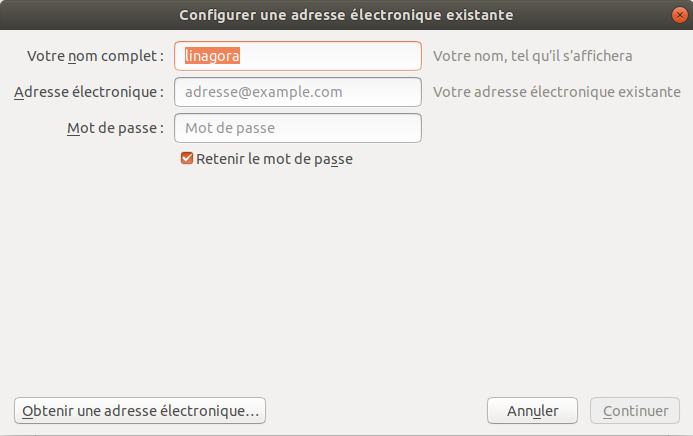 Configurer une adresse électronique existante
Votre nom complet : linagora Votre nom, tel qu'il s'affichera
Adresse électronique : adresse@example.com Votre adresse électronique existante
Mot de passe : Mot de passe
Retenir le mot de passe
Obtenir une adresse électronique... Annuler Continuer